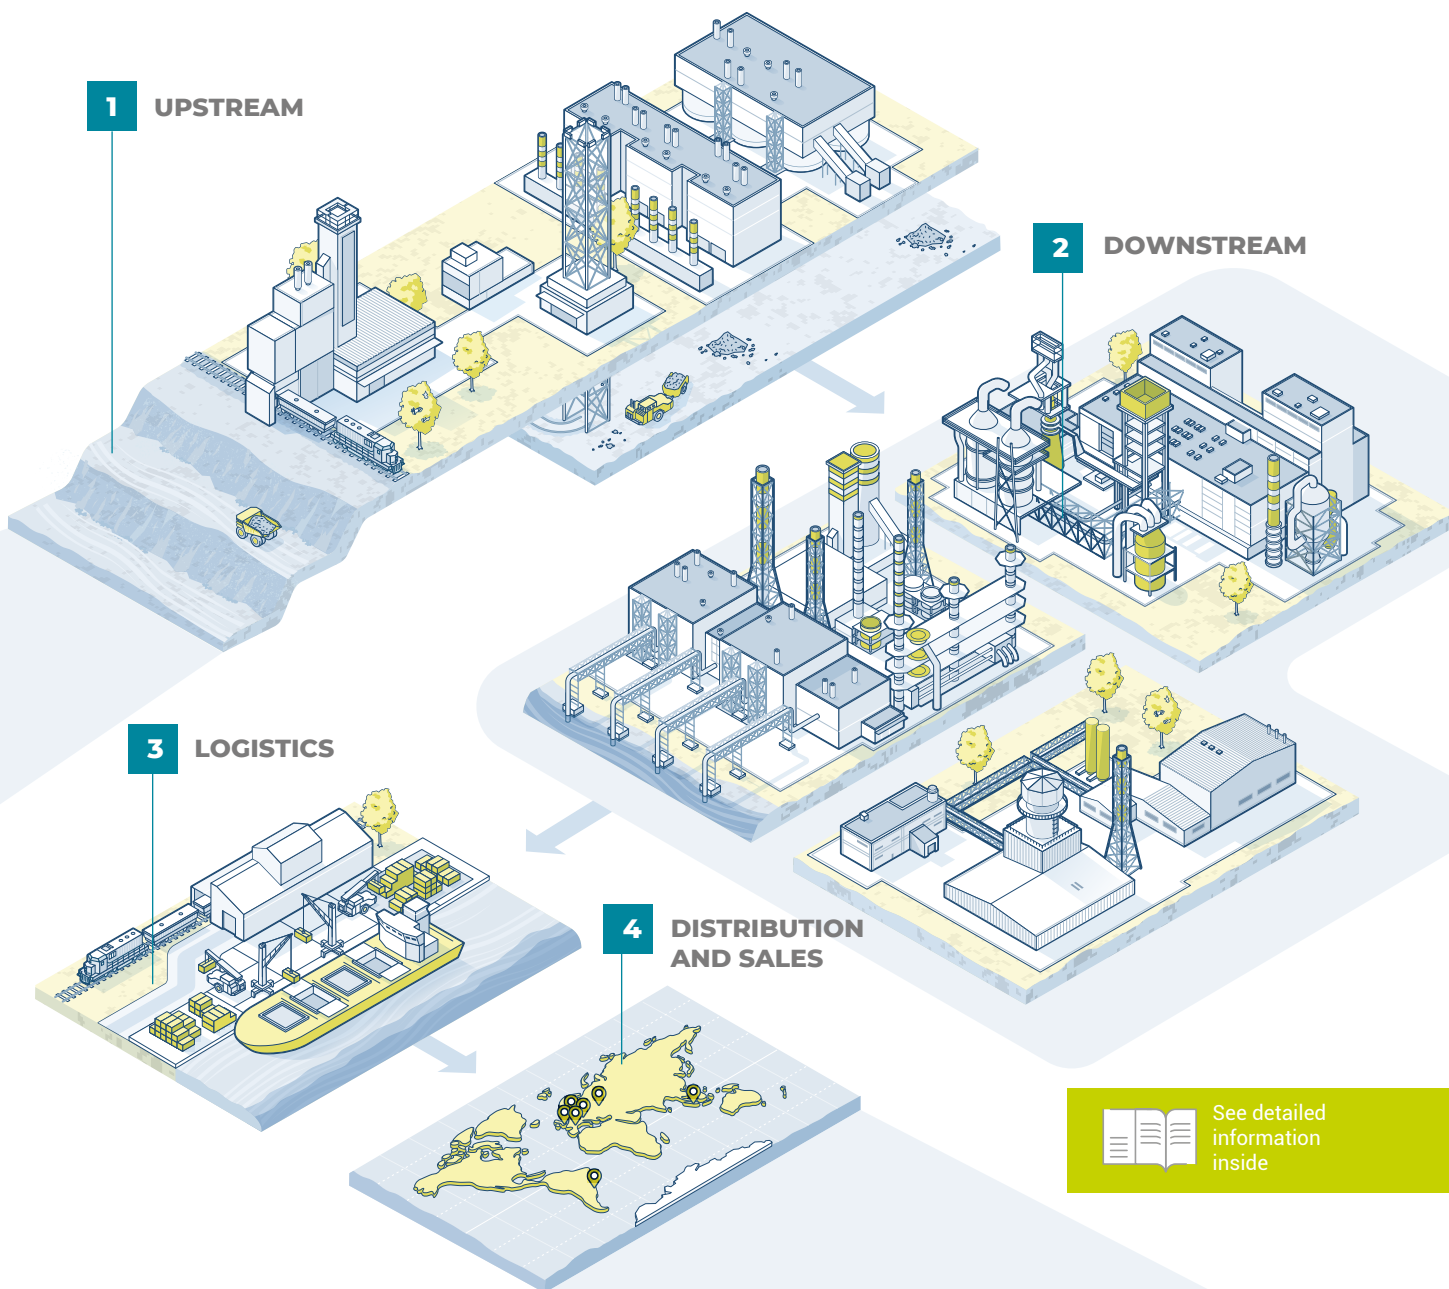 1 UPSTREAM
2 DOWNSTREAM
3 LOGISTICS
4 DISTRIBUTION
AND SALES
See detailed
information
inside